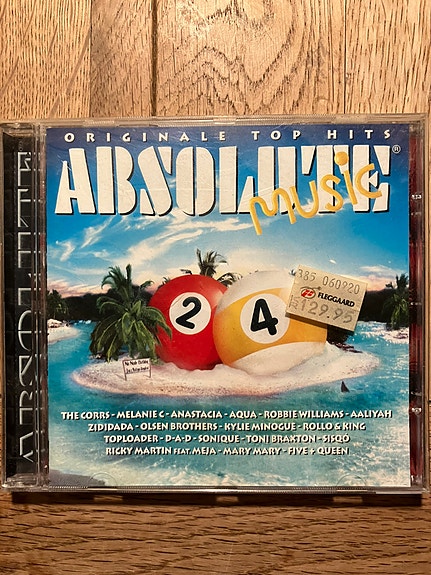 ORIGINALE TOP HITS
ABSOLUTE®
music
2
4
385 060920
FLEGGAARD
129.95
THE CORRS - MELANIE C - ANASTACIA - AQUA - ROBBIE WILLIAMS - AALIYAH
ZIDIDADA - OLSEN BROTHERS - KYLIE MINOGUE - ROLLO & KING
TOPLOADER - D-A-D - SONIQUE - TONI BRAXTON - SISQÓ
RICKY MARTIN FEAT. MEJA - MARY MARY - FIVE + QUEEN
ABSOLUTE